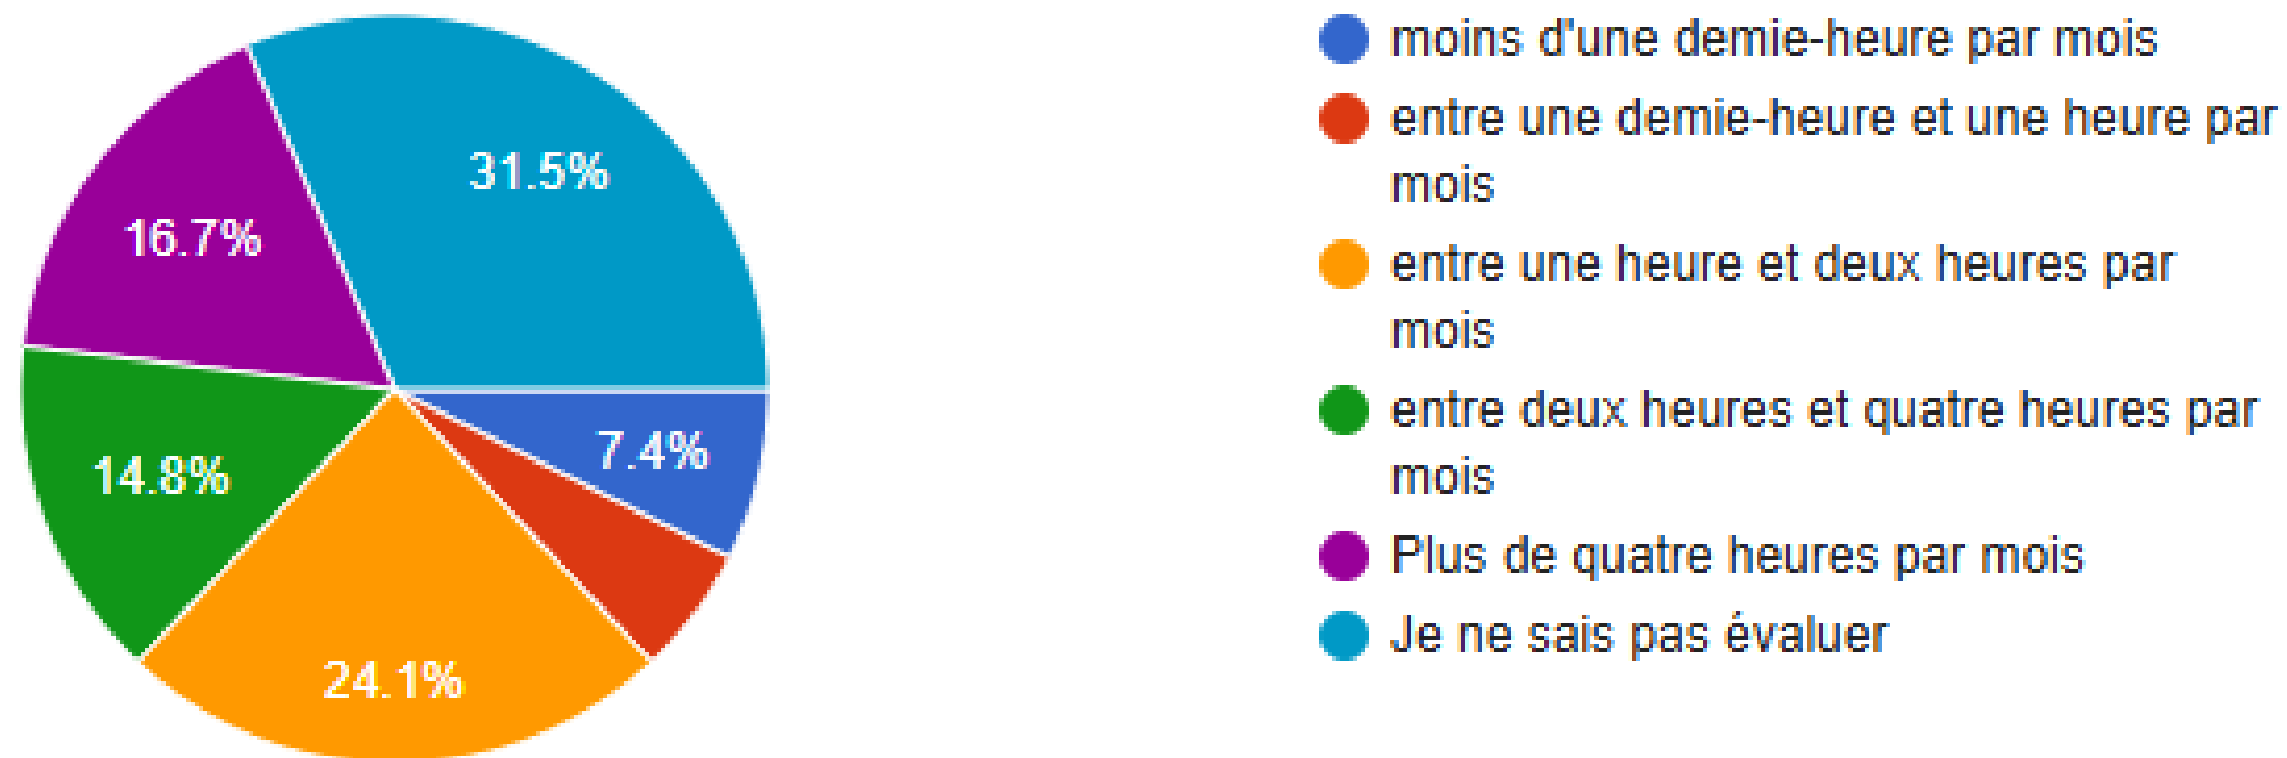 31.5%
16.7%
7.4%
14.8%
24.1%
moins d'une demie-heure par mois
entre une demie-heure et une heure par
mois
entre une heure et deux heures par
mois
entre deux heures et quatre heures par
mois
Plus de quatre heures par mois
Je ne sais pas évaluer